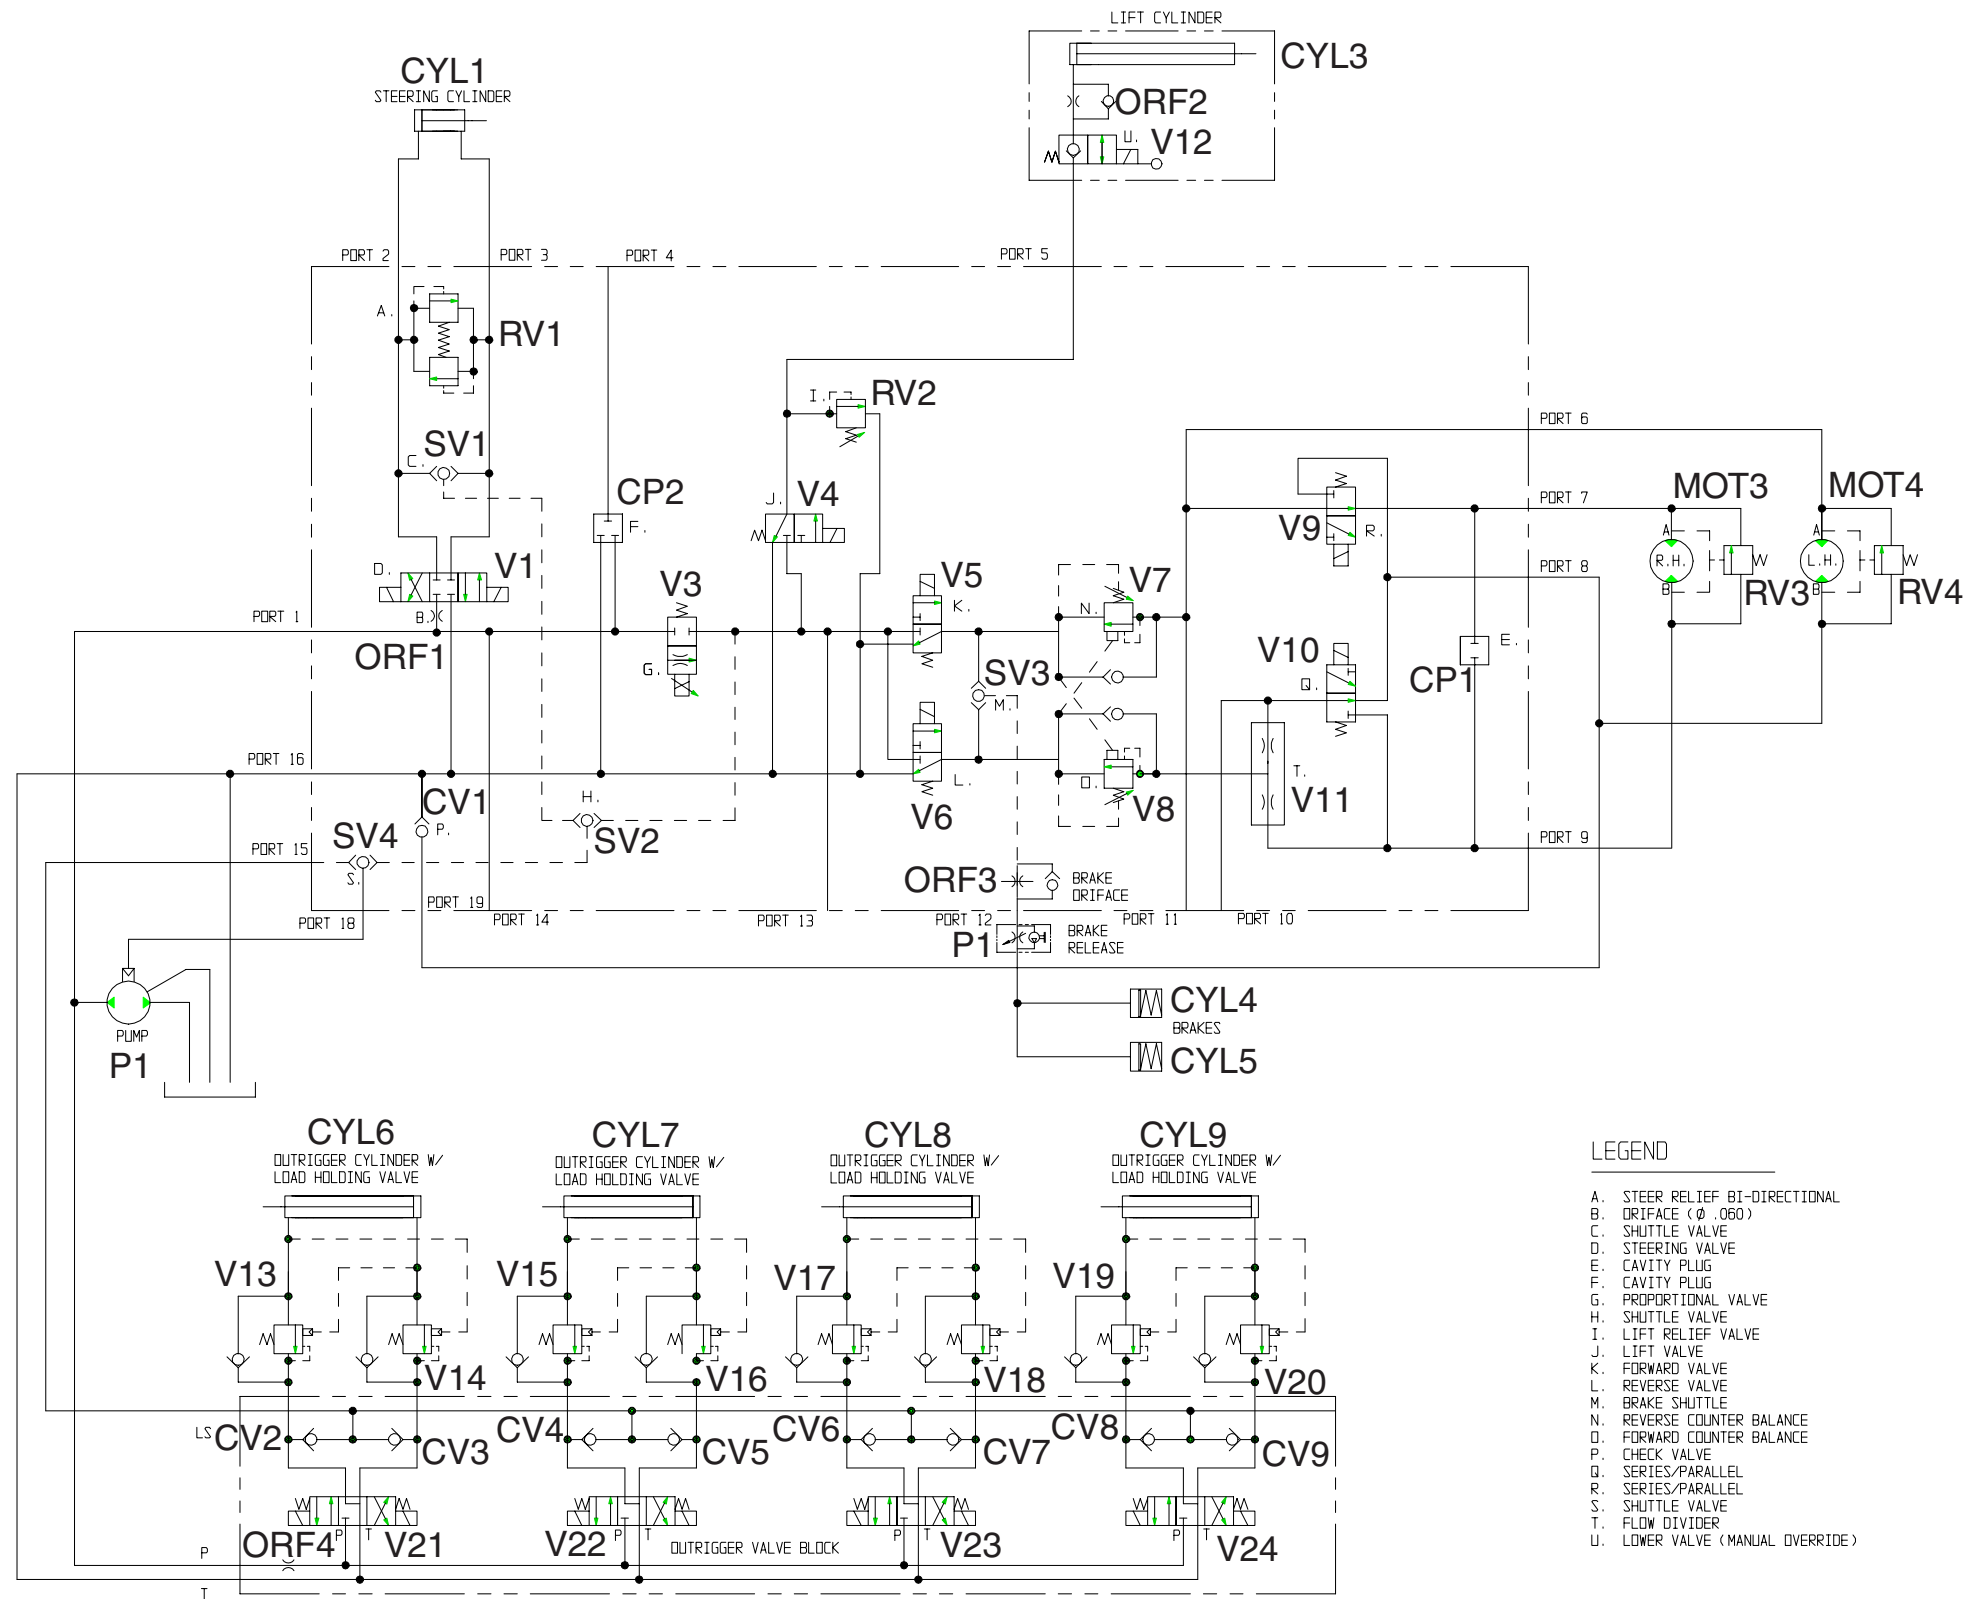 LIFT CYLINDER
CYL3
CYL1
STEERING CYLINDER
ORF2
U. V12
PORT 2
PORT 3
PORT 4
PORT 5
A.
RV1
I. RV2
PORT 6
SV1
C.
CP2
F.
J. V4
PORT 7
MOT3
MOT4
V9
R.
A
A
R.H.
L.H.
B
B
RV3
RV4
PORT 8
D. V1
B.
ORF1
PORT 1
V3
G.
V5
K.
V7
N.
SV3
M.
V10
Q.
CP1
E.
PORT 16
CV1
P.
H.
SV2
V6
L.
O.
V8
T.
V11
SV4
S.
PORT 15
PORT 9
ORF3
BRAKE
ORIFACE
PORT 18
PORT 19
PORT 14
PORT 13
PORT 12
PORT 11
PORT 10
P1
BRAKE
RELEASE
PUMP
P1
CYL4
BRAKES
CYL5
CYL6
OUTRIGGER CYLINDER W/
LOAD HOLDING VALVE
CYL7
OUTRIGGER CYLINDER W/
LOAD HOLDING VALVE
CYL8
OUTRIGGER CYLINDER W/
LOAD HOLDING VALVE
CYL9
OUTRIGGER CYLINDER W/
LOAD HOLDING VALVE
V13
V15
V17
V19
V14
V16
V18
V20
LS CV2
CV3
CV4
CV5
CV6
CV7
CV8
CV9
P T
P T
P T
P T
ORF4
V21
V22
OUTRIGGER VALVE BLOCK
V23
V24
P
T
LEGEND
A. STEER RELIEF BI-DIRECTIONAL
B. ORIFACE (Ø .060)
C. SHUTTLE VALVE
D. STEERING VALVE
E. CAVITY PLUG
F. CAVITY PLUG
G. PROPORTIONAL VALVE
H. SHUTTLE VALVE
I. LIFT RELIEF VALVE
J. LIFT VALVE
K. FORWARD VALVE
L. REVERSE VALVE
M. BRAKE SHUTTLE
N. REVERSE COUNTER BALANCE
O. FORWARD COUNTER BALANCE
P. CHECK VALVE
Q. SERIES/PARALLEL
R. SERIES/PARALLEL
S. SHUTTLE VALVE
T. FLOW DIVIDER
U. LOWER VALVE (MANUAL OVERRIDE)